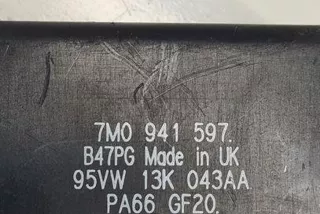 7M0 941 597.
B47PG Made in UK
95VW 13K 043AA
PA66 GF20.